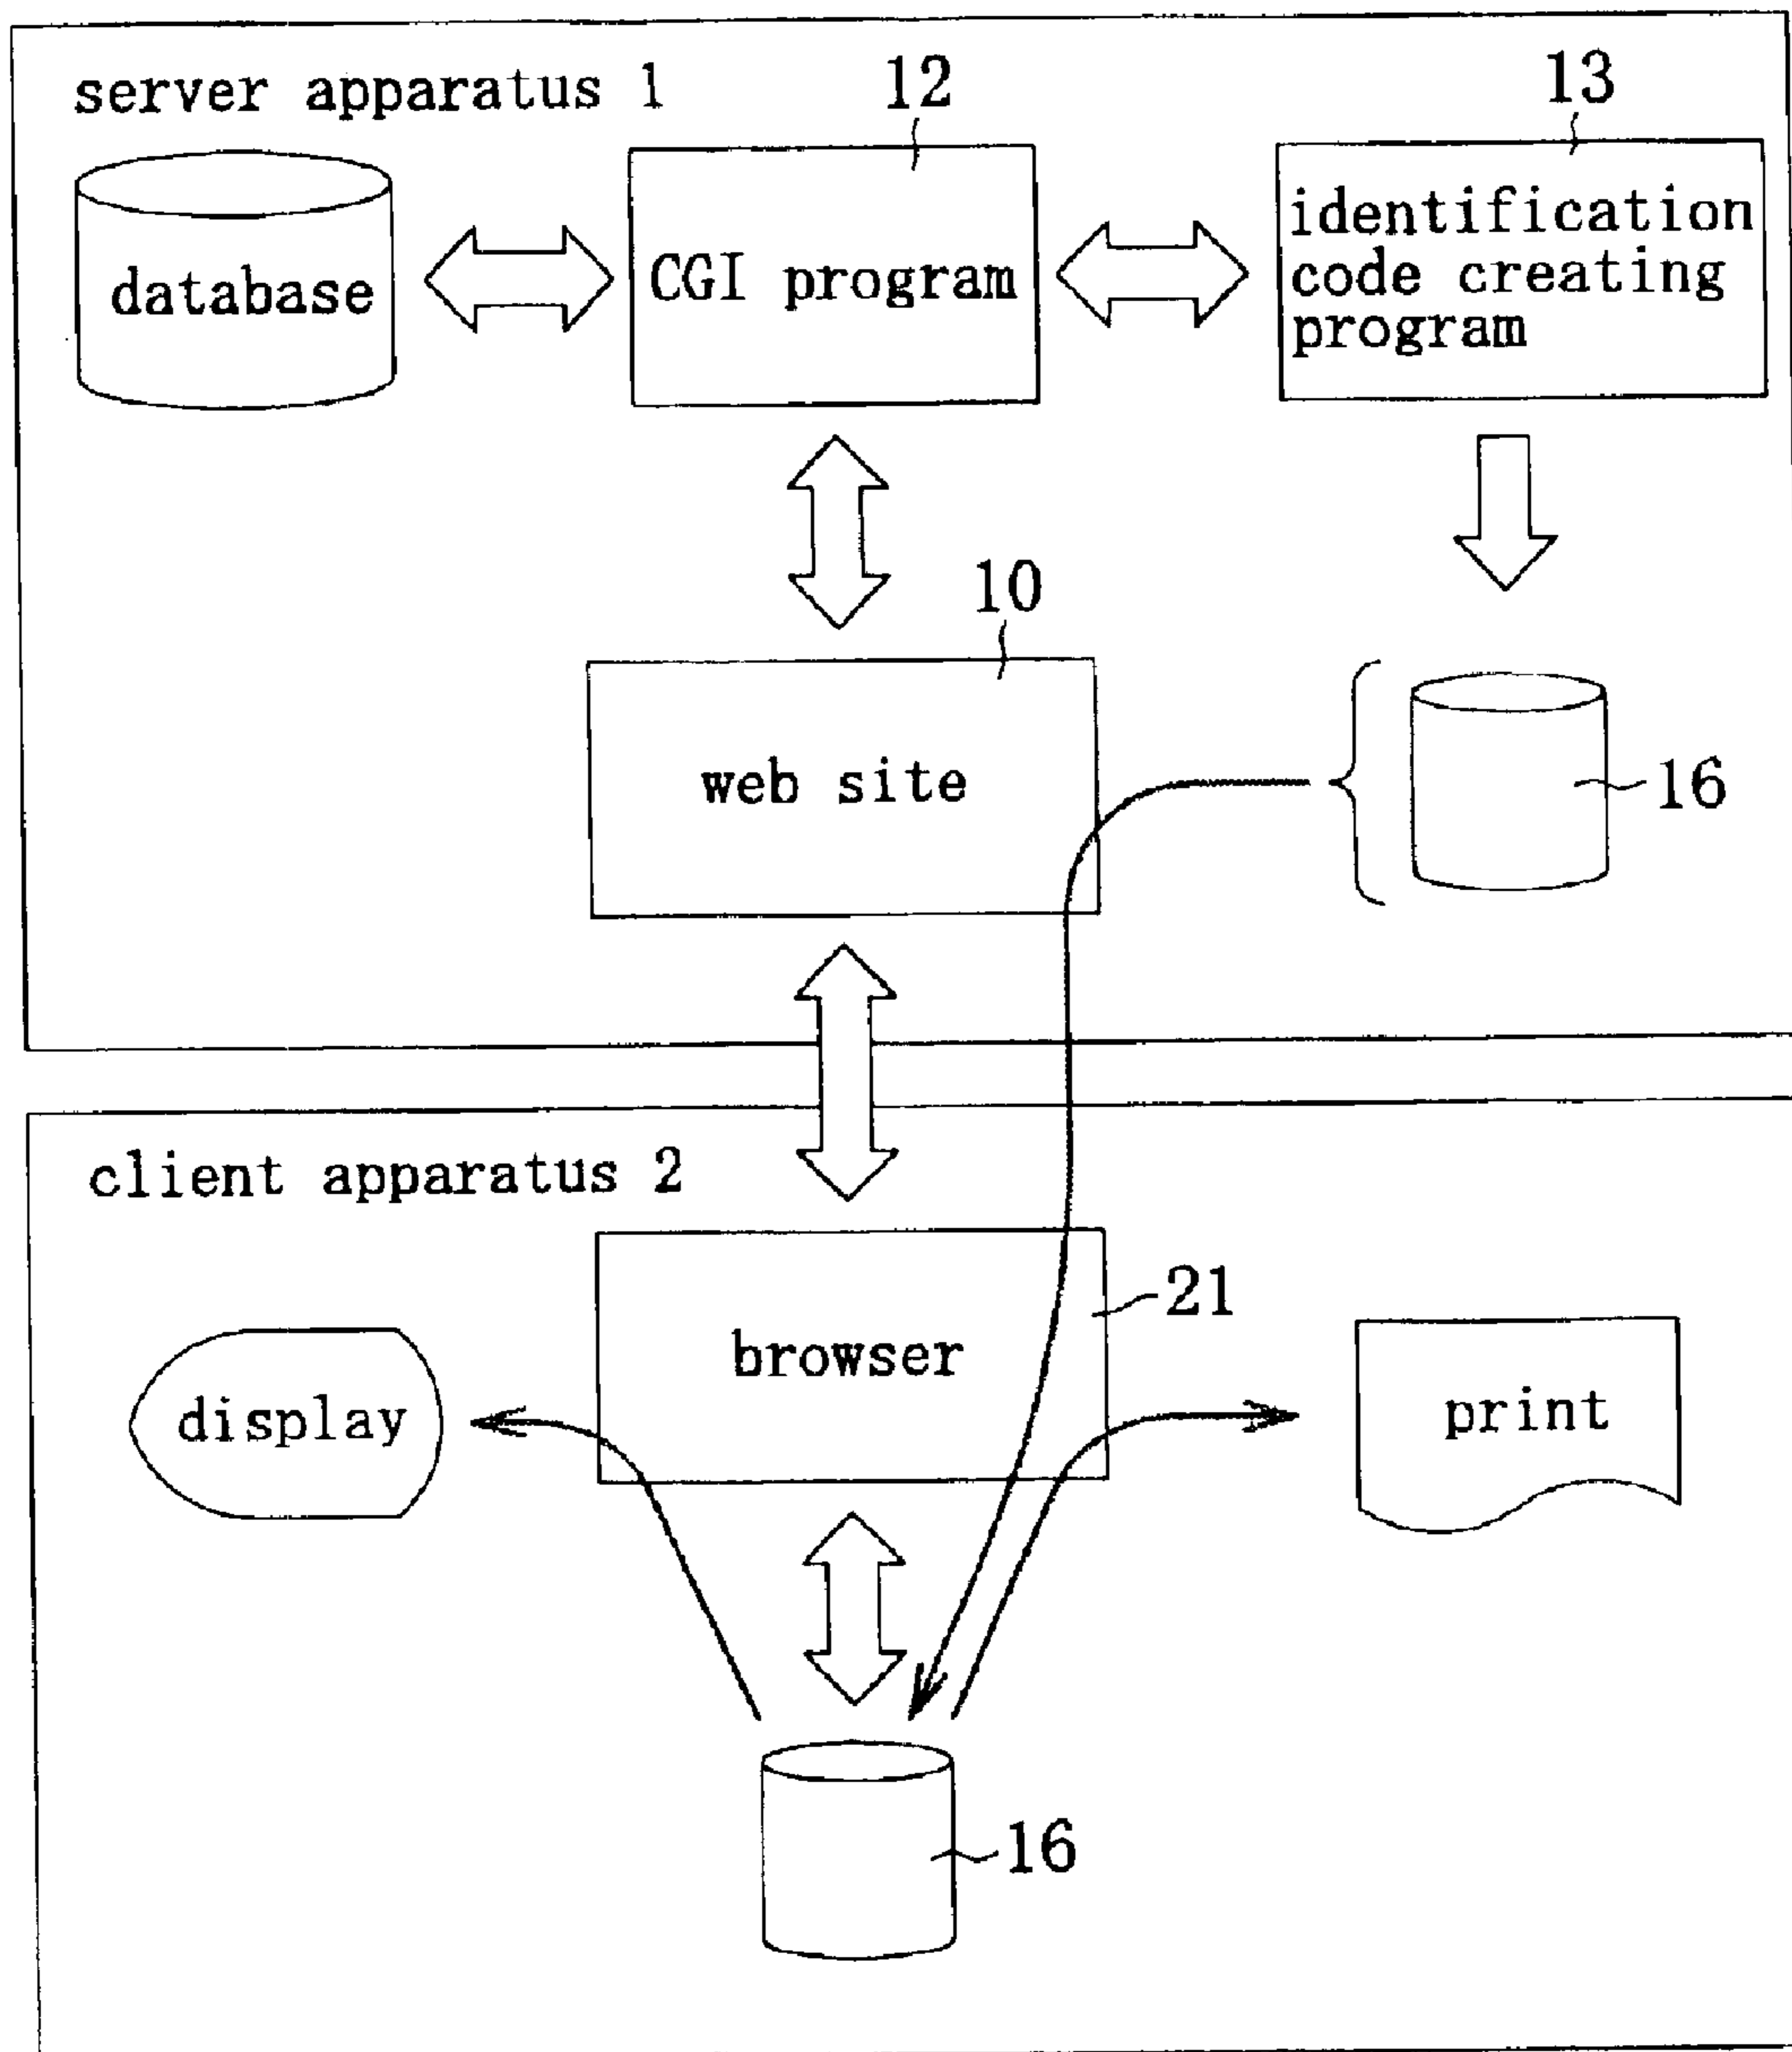 server apparatus 1
12
13
database
CGI program
identification
code creating
program
10
web site
16
client apparatus 2
21
browser
display
print
16